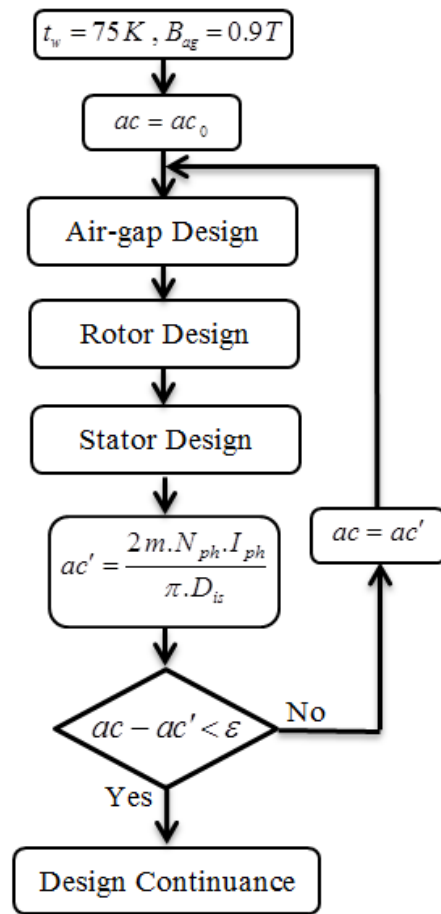 t_w = 75K , B_ag = 0.9T
ac = ac_0
Air-gap Design
Rotor Design
Stator Design
ac' = 2m.N_ph.I_ph / π.D_is
ac = ac'
ac − ac' < ε
No
Yes
Design Continuance